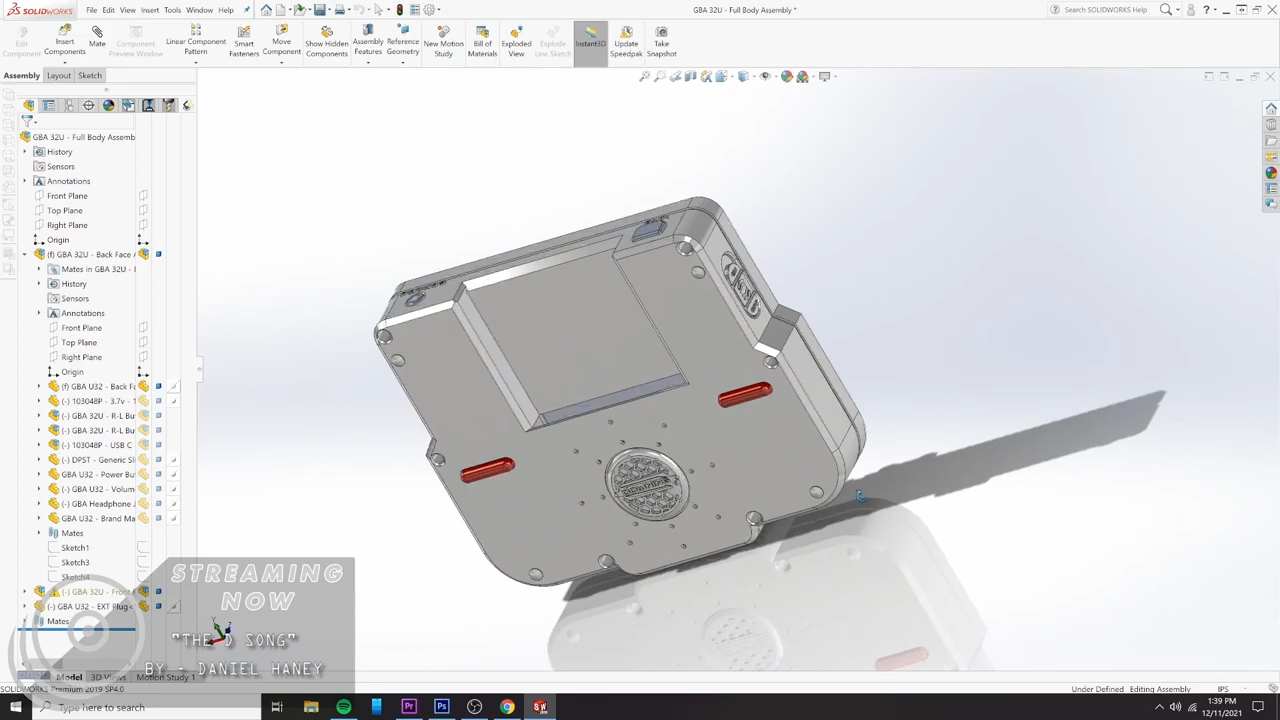 SOLIDWORKS
File Edit View Insert Tools Window Help
GBA 32U - Full Body Assembly *
Search SOLIDWORKS Help
Edit Component
Insert Components
Mate
Component Preview Window
Linear Component Pattern
Smart Fasteners
Move Component
Show Hidden Components
Assembly Features
Reference Geometry
New Motion Study
Bill of Materials
Exploded View
Explode Line Sketch
Instant3D
Update Speedpak
Take Snapshot
Assembly Layout Sketch
GBA 32U - Full Body Assemb
History
Sensors
Annotations
Front Plane
Top Plane
Right Plane
Origin
(f) GBA 32U - Back Face A
Mates in GBA 32U -
History
Sensors
Annotations
Front Plane
Top Plane
Right Plane
Origin
(f) GBA U32 - Back Fa
(-) 103048P - 3.7v - 1
(-) GBA 32U - R-L Bu
(-) GBA 32U - R-L Bu
(-) 103048P - USB C
(-) DPST - Generic Sl
GBA U32 - Power Bu
(-) GBA U32 - Volum
(-) GBA Headphone J
GBA U32 - Brand Ma
Mates
Sketch1
Sketch3
Sketch4
(-) GBA 32U - Front
(-) GBA U32 - EXT Plug<
Mates
STREAMING
NOW
"THE D SONG"
BY - DANIEL HANEY
Model 3D Views Motion Study 1
SOLIDWORKS Premium 2019 SP4.0
Under Defined Editing Assembly IPS
Type here to search
1:39 PM
12/11/2021